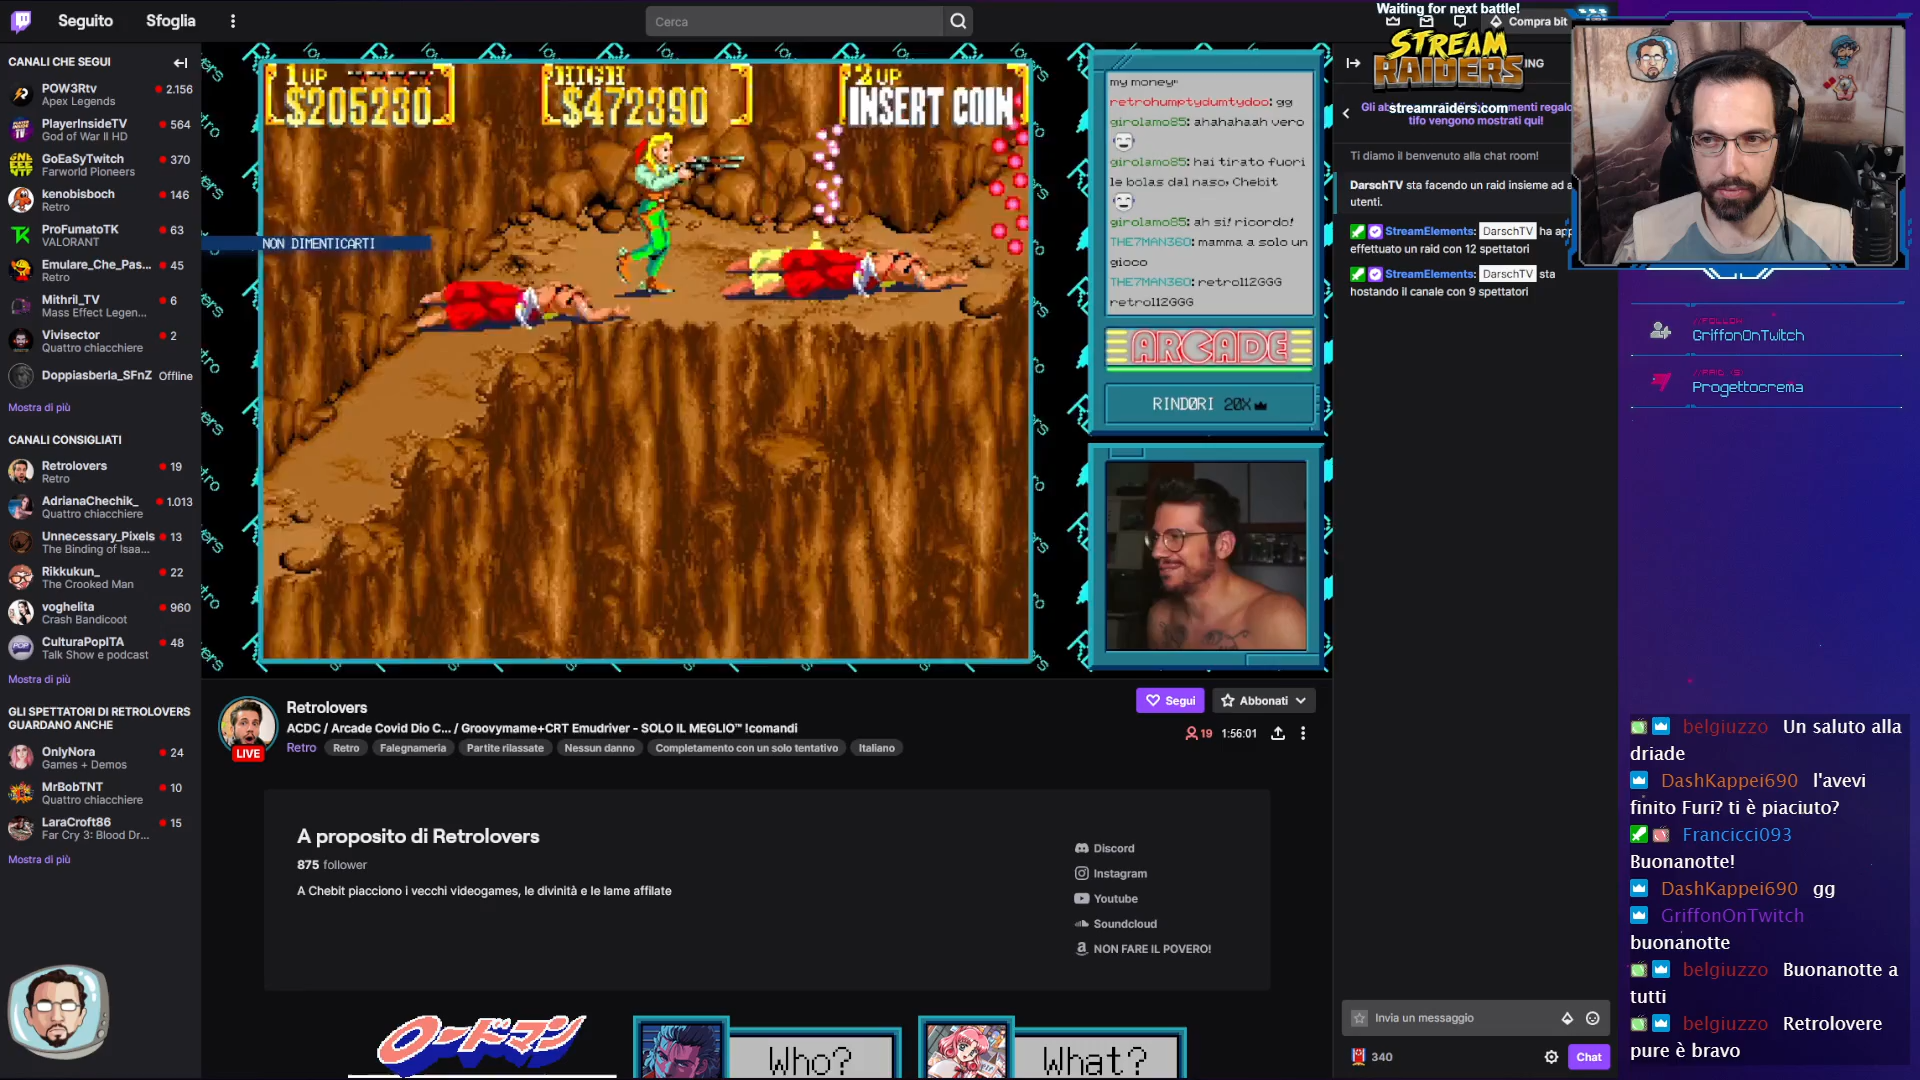 Seguito
Sfoglia
Cerca
Compra bit
Waiting for next battle!
STREAM
RAIDERS
streamraiders.com
CANALI CHE SEGUI
POW3Rtv
2.156
Apex Legends
PlayerInsideTV
564
God of War II HD
GoEaSyTwitch
370
Farworld Pioneers
kenobisboch
146
Retro
ProFumatoTK
63
VALORANT
Emulare_Che_Pas...
45
Retro
Mithril_TV
6
Mass Effect Legen...
Vivisector
2
Quattro chiacchiere
Doppiasberla_SFnZ
Offline
Mostra di più
CANALI CONSIGLIATI
Retrolovers
19
Retro
AdrianaChechik_
1.013
Quattro chiacchiere
Unnecessary_Pixels
13
The Binding of Isaa...
Rikkukun_
22
The Crooked Man
voghelita
960
Crash Bandicoot
CulturaPopITA
48
Talk Show e podcast
Mostra di più
GLI SPETTATORI DI RETROLOVERS
GUARDANO ANCHE
OnlyNora
24
Games + Demos
MrBobTNT
10
Quattro chiacchiere
LaraCroft86
15
Far Cry 3: Blood Dr...
Mostra di più
1UP
$205230
HIGH
$472390
2UP
INSERT COIN
NON DIMENTICARTI
my money"
retrohumptydumtydoo: gg
girolamo85: ahahahaah vero
girolamo85: hai tirato fuori
le bolas dal naso, Chebit
girolamo85: ah si! ricordo!
THE7MAN360: mamma a solo un
gioco
THE7MAN360: retrol12GGG
retrol12GGG
ARCADE
RINDØRI 20X
Retrolovers
LIVE
ACDC / Arcade Covid Dio C... / Groovymame+CRT Emudriver - SOLO IL MEGLIO™ !comandi
Retro
Retro
Falegnameria
Partite rilassate
Nessun danno
Completamento con un solo tentativo
Italiano
Segui
Abbonati
19
1:56:01
A proposito di Retrolovers
875 follower
A Chebit piacciono i vecchi videogames, le divinità e le lame affilate
Discord
Instagram
Youtube
Soundcloud
NON FARE IL POVERO!
ロードマン
Who?
What?
ING
tifo vengono mostrati qui!
Ti diamo il benvenuto alla chat room!
DarschTV sta facendo un raid insieme ad a
utenti.
StreamElements: DarschTV ha app
effettuato un raid con 12 spettatori
StreamElements: DarschTV sta
hostando il canale con 9 spettatori
Invia un messaggio
340
Chat
//FOLLOW
GriffonOnTwitch
Progettocrema
belgiuzzo Un saluto alla
driade
DashKappei690 l'avevi
finito Furi? ti è piaciuto?
Francicci093
Buonanotte!
DashKappei690 gg
GriffonOnTwitch
buonanotte
belgiuzzo Buonanotte a
tutti
belgiuzzo Retrolovere
pure è bravo